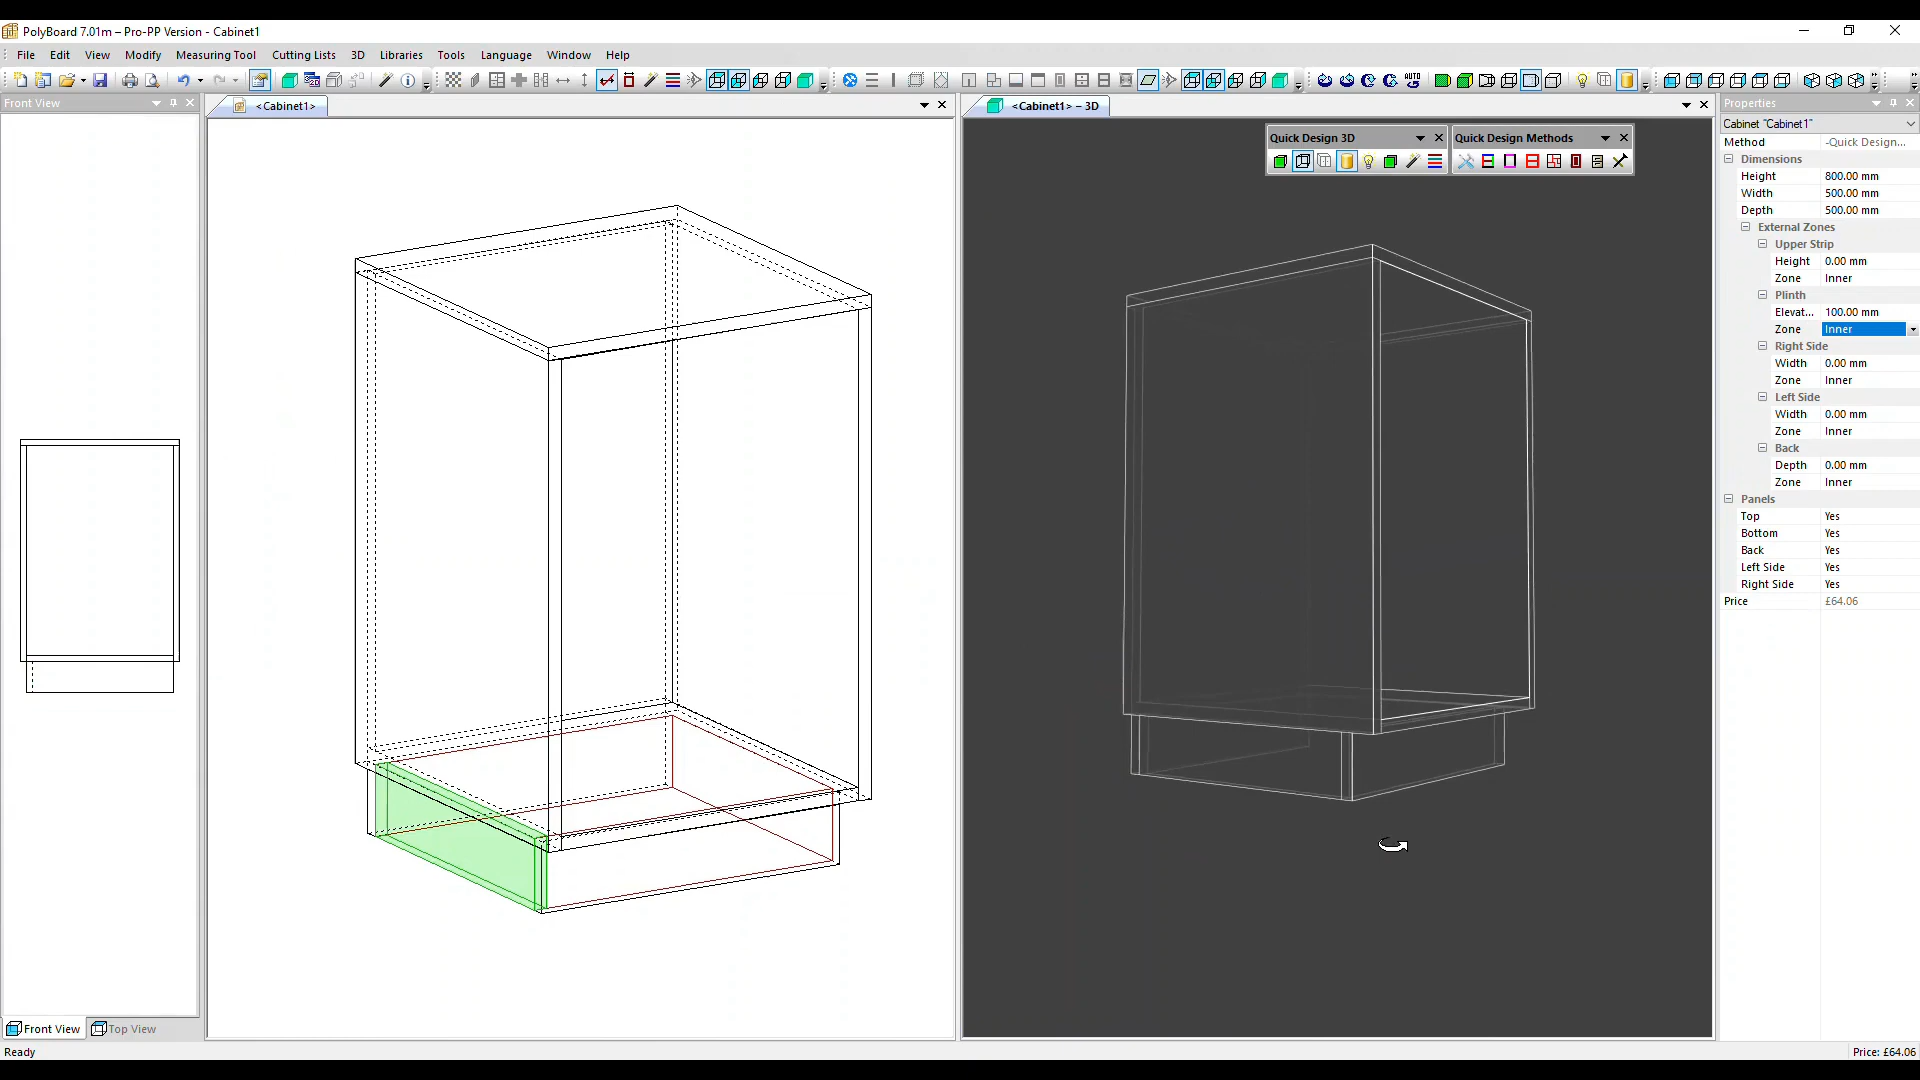 PolyBoard 7.01m – Pro-PP Version - Cabinet1
File Edit View Modify Measuring Tool Cutting Lists 3D Libraries Tools Language Window Help
2D
AUTO
Front View
<Cabinet1>
<Cabinet1> – 3D
Properties
Quick Design 3D
Quick Design Methods
Cabinet "Cabinet1"
Method -Quick Design...
Dimensions
Height 800.00 mm
Width 500.00 mm
Depth 500.00 mm
External Zones
Upper Strip
Height 0.00 mm
Zone Inner
Plinth
Elevat... 100.00 mm
Zone Inner
Right Side
Width 0.00 mm
Zone Inner
Left Side
Width 0.00 mm
Zone Inner
Back
Depth 0.00 mm
Zone Inner
Panels
Top Yes
Bottom Yes
Back Yes
Left Side Yes
Right Side Yes
Price £64.06
Front View Top View
Ready
Price: £64.06